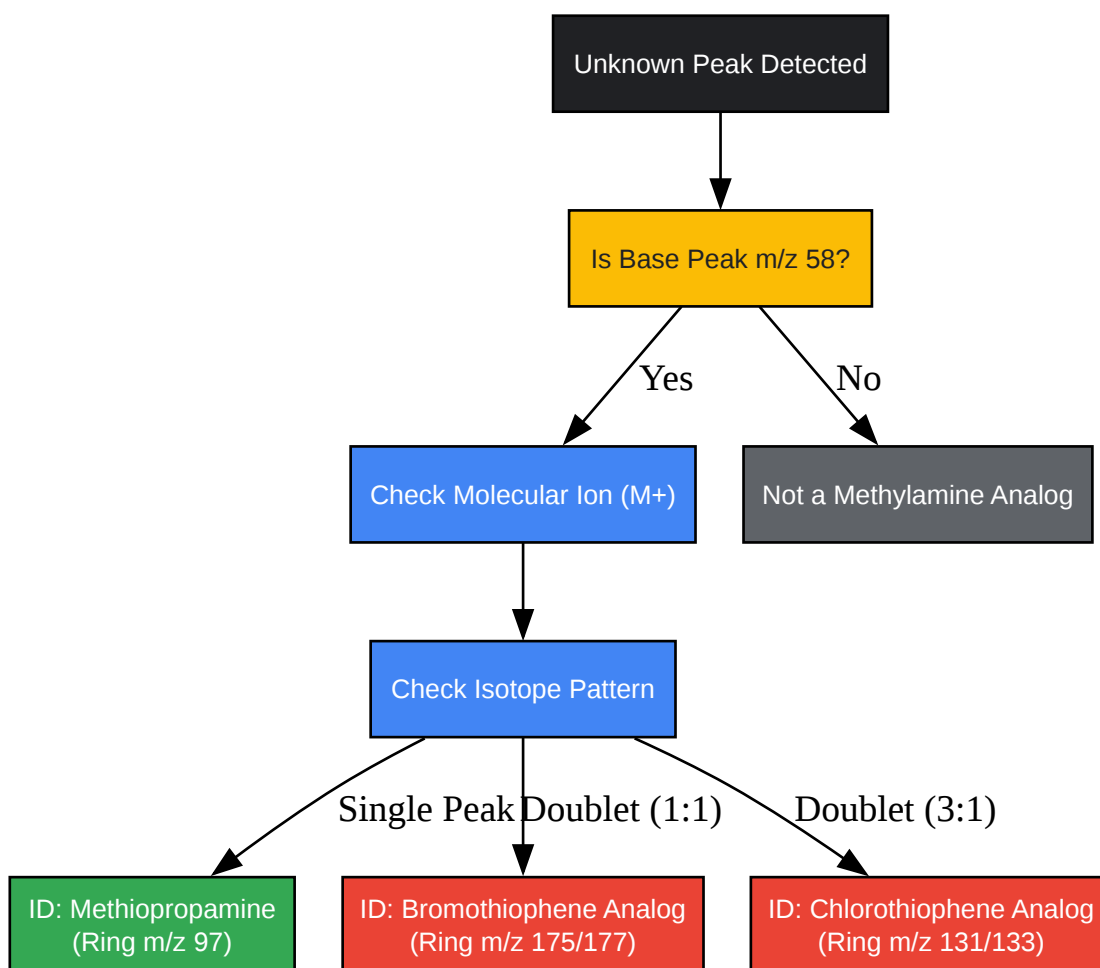 Unknown Peak Detected
Is Base Peak m/z 58?
Yes
No
Check Molecular Ion (M+)
Not a Methylamine Analog
Check Isotope Pattern
Single Peak
Doublet (1:1)
Doublet (3:1)
ID: Methiopropamine
(Ring m/z 97)
ID: Bromothiophene Analog
(Ring m/z 175/177)
ID: Chlorothiophene Analog
(Ring m/z 131/133)